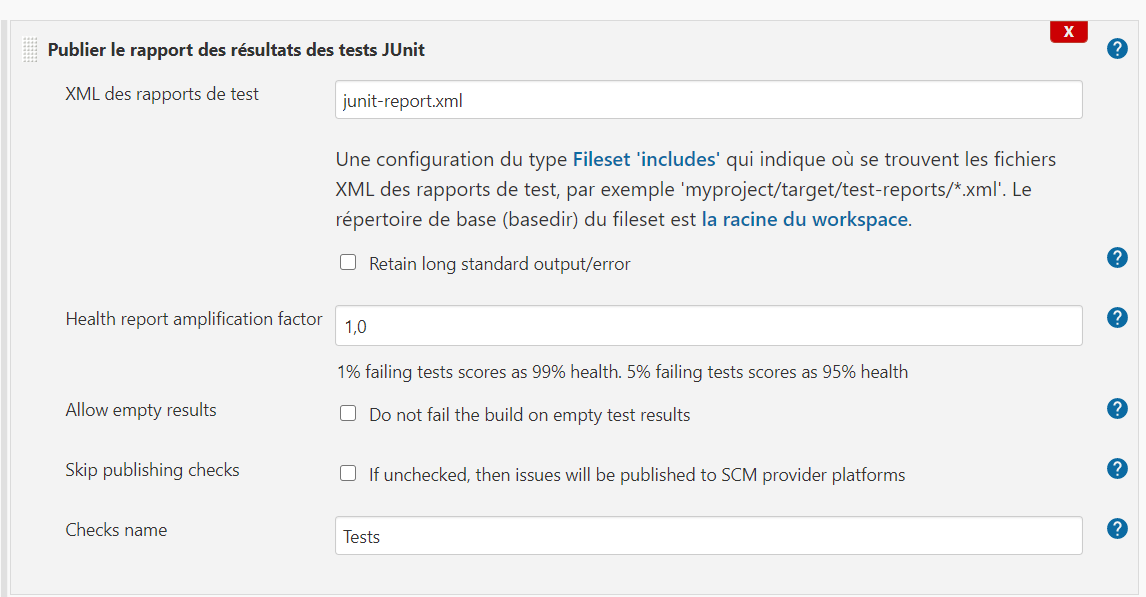 X
Publier le rapport des résultats des tests JUnit
?
XML des rapports de test
junit-report.xml
Une configuration du type Fileset 'includes' qui indique où se trouvent les fichiers
XML des rapports de test, par exemple 'myproject/target/test-reports/*.xml'. Le
répertoire de base (basedir) du fileset est la racine du workspace.
Retain long standard output/error
?
Health report amplification factor
1,0
?
1% failing tests scores as 99% health. 5% failing tests scores as 95% health
Allow empty results
Do not fail the build on empty test results
?
Skip publishing checks
If unchecked, then issues will be published to SCM provider platforms
?
Checks name
Tests
?